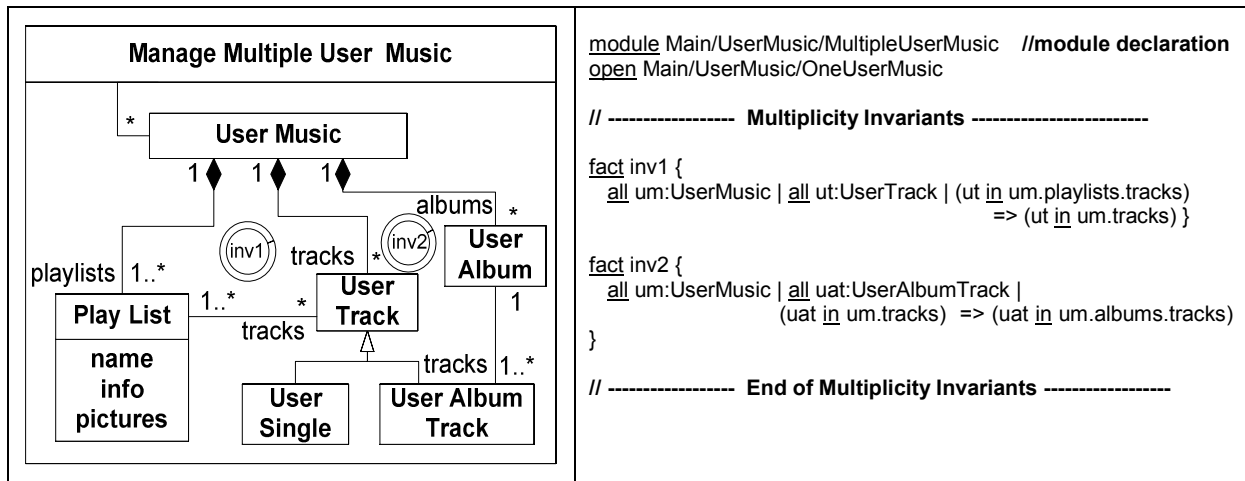 Manage Multiple User Music
*
User Music
1
1
1
albums
*
inv1
inv2
User
Album
playlists
1..*
tracks
*
1..*
*
User
Track
1
Play List
tracks
name
info
pictures
tracks
1..*
User
Single
User Album
Track
module Main/UserMusic/MultipleUserMusic //module declaration
open Main/UserMusic/OneUserMusic
// ------------------ Multiplicity Invariants -------------------------
fact inv1 {
all um:UserMusic | all ut:UserTrack | (ut in um.playlists.tracks)
=> (ut in um.tracks) }
fact inv2 {
all um:UserMusic | all uat:UserAlbumTrack |
(uat in um.tracks) => (uat in um.albums.tracks)
}
// ------------------ End of Multiplicity Invariants ------------------